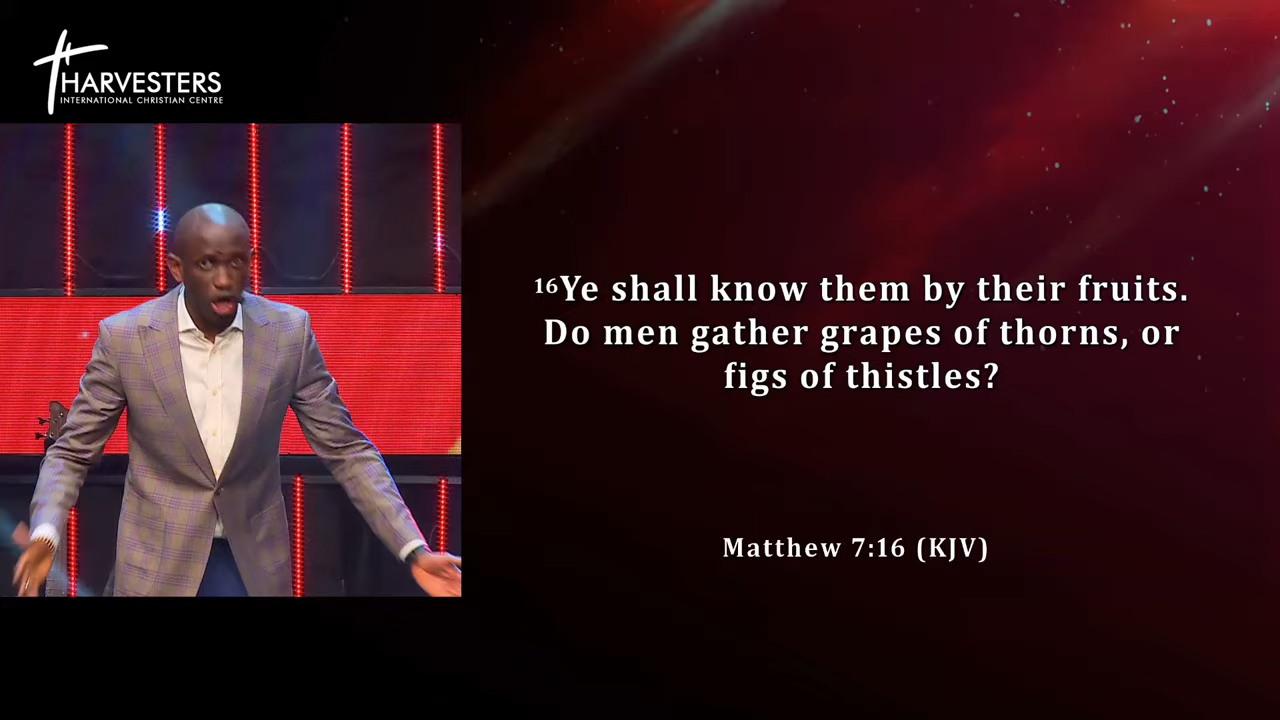 HARVESTERS
INTERNATIONAL CHRISTIAN CENTRE
¹⁶Ye shall know them by their fruits.
Do men gather grapes of thorns, or
figs of thistles?
Matthew 7:16 (KJV)